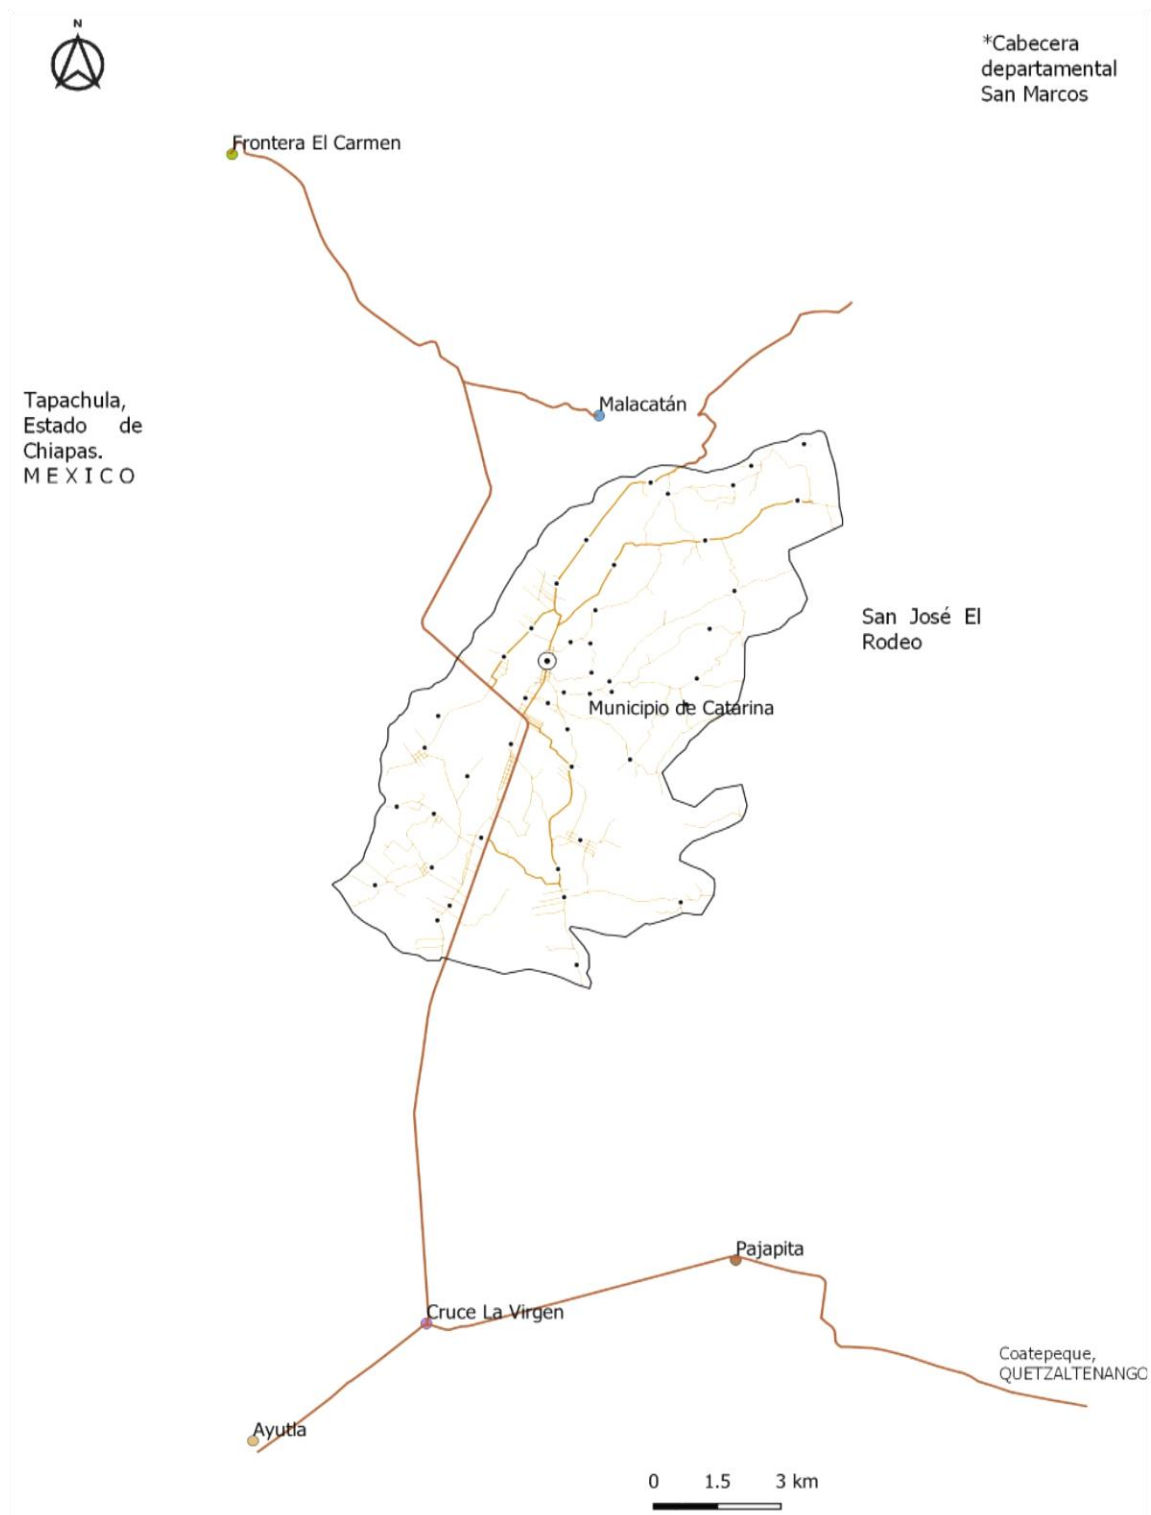 N
*Cabecera
departamental
San Marcos
Frontera El Carmen
Tapachula,
Estado de
Chiapas.
MEXICO
Malacatán
San José El
Rodeo
Municipio de Catarina
Pajapita
Cruce La Virgen
Coatepeque,
QUETZALTENANGO
Ayutla
0 1.5 3 km